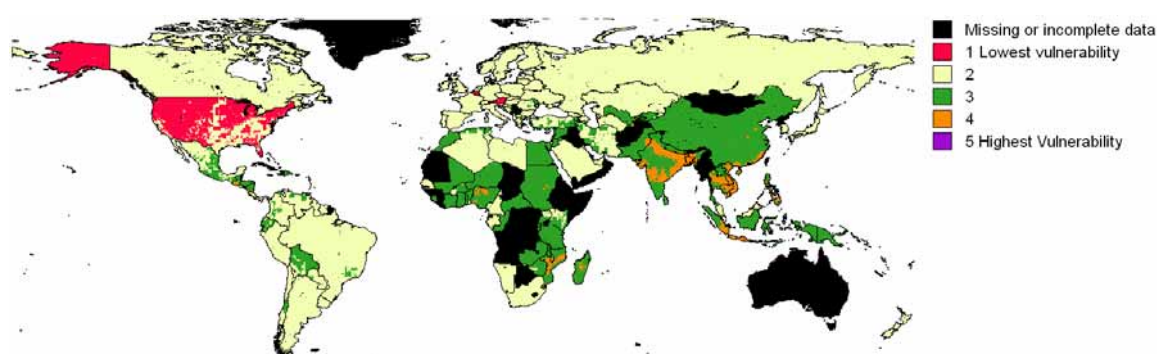 Missing or incomplete data
1 Lowest vulnerability
2
3
4
5 Highest Vulnerability